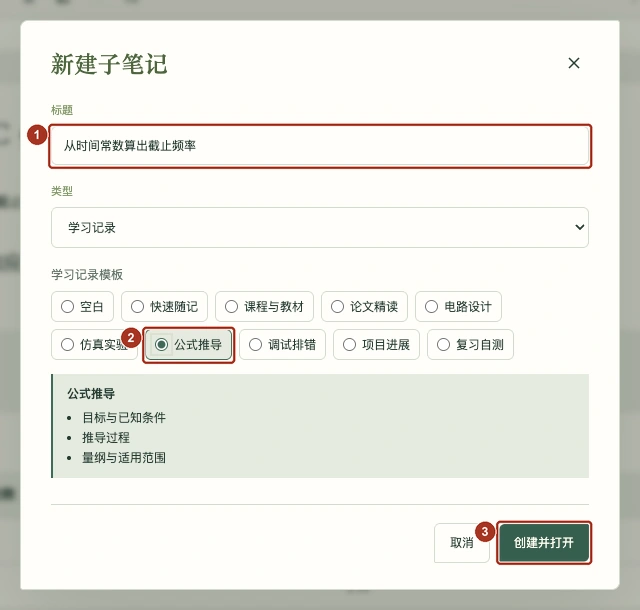 新建子笔记
标题
1
从时间常数算出截止频率
类型
学习记录
学习记录模板
空白 快速随记 课程与教材 论文精读 电路设计
仿真实 2 公式推导 调试排错 项目进展 复习自测
公式推导
目标与已知条件
推导过程
量纲与适用范围
取消 3 创建并打开